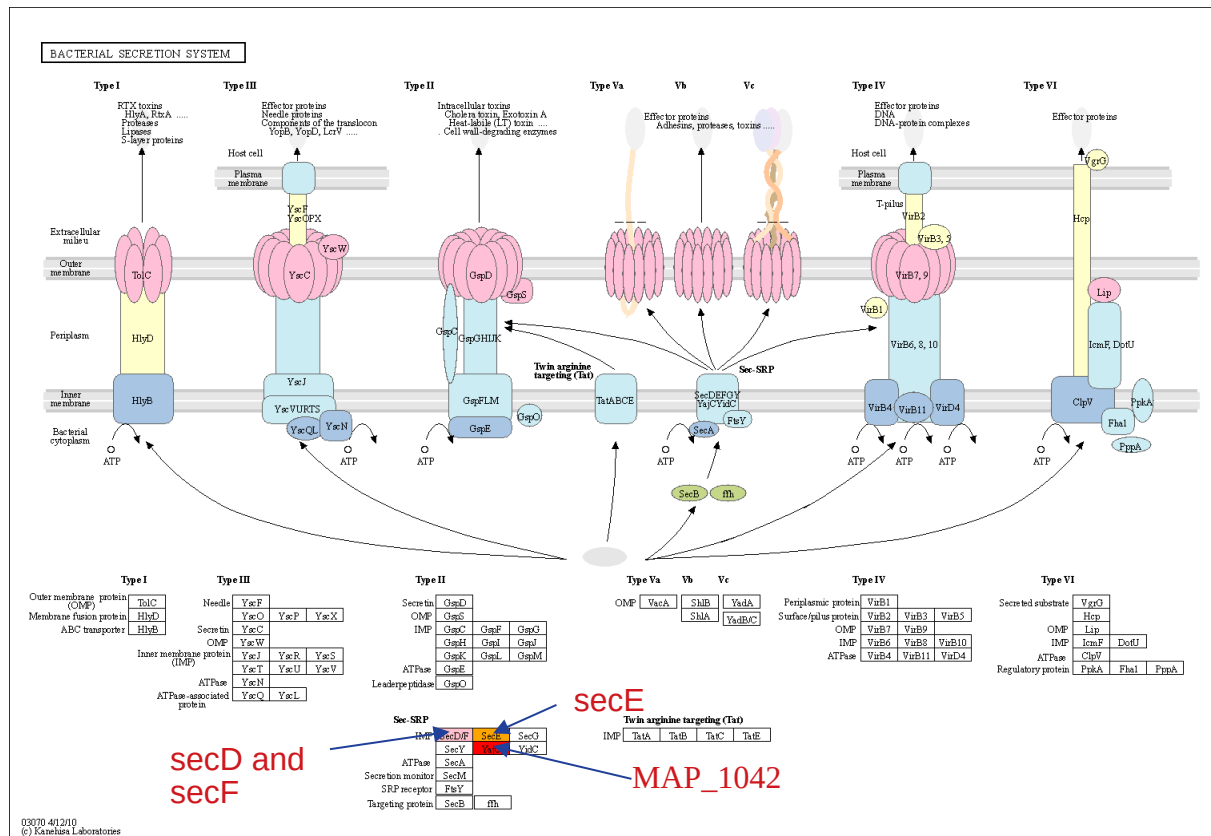 BACTERIAL SECRETION SYSTEM
Type I
Type III
Type II
Type Va
Vb
Vc
Type IV
Type VI
RTX toxins
HlyA, RtxA .....
Proteases
Lipases
S-layer proteins
Effector proteins
Needle proteins
Components of the translocon
YopB, YopD, LcrV .....
Intracellular toxins
Cholera toxin, Exotoxin A
Heat-labile (LT) toxin ...
. Cell wall-degrading enzymes
Effector proteins
Adhesins, proteases, toxins .....
Effector proteins
DNA
DNA-protein complexes
Effector proteins
Host cell
Plasma
membrane
Host cell
Plasma
membrane
VgrG
YscF
YscOPX
T-pilus
VirB2
Hcp
Extracellular
milieu
Outer
membrane
TolC
YscW
YscC
GspD
GspS
VirB3, 5
VirB7, 9
Lip
VirB1
Periplasm
HlyD
GspC
GspGHIJK
VirB6, 8, 10
IcmF, DotU
Twin arginine
targeting (Tat)
Sec-SRP
Inner
membrane
HlyB
YscJ
YscVURTS
GspFLM
TatABCE
SecDEFGY
YajCYidC
ClpV
PpkA
Bacterial
cytoplasm
YscQL
YscN
GspE
GspO
SecA
FtsY
VirB4
VirB11
VirD4
Fha1
PppA
ATP
ATP
ATP
ATP
ATP
ATP
ATP
ATP
SecB
ffh
Type I
Type III
Type II
Type Va
Vb
Vc
Type IV
Type VI
Outer membrane protein
(OMP)
TolC
Membrane fusion protein
HlyD
ABC transporter
HlyB
Needle
YscF
YscO YscP YscX
Secretin
YscC
OMP
YscW
Inner membrane protein
(IMP)
YscJ YscR YscS
YscT YscU YscV
ATPase
YscN
ATPase-associated
protein
YscQ YscL
Secretin
GspD
OMP
GspS
IMP
GspC GspF GspG
GspH GspI GspJ
GspK GspL GspM
ATPase
GspE
Leaderpeptidase
GspO
OMP
VacA
ShlB
ShlA
YadA
YadB/C
Periplasmic protein
VirB1
Surface/pilus protein
VirB2 VirB3 VirB5
OMP
VirB7 VirB9
IMP
VirB6 VirB8 VirB10
ATPase
VirB4 VirB11 VirD4
Secreted substrate
VgrG
Hcp
OMP
Lip
IMP
IcmF DotU
ATPase
ClpV
Regulatory protein
PpkA Fha1 PppA
secE
Sec-SRP
IMP
SecD/F SecE SecG
SecY YajC YidC
ATPase
SecA
Secretion monitor
SecM
SRP receptor
FtsY
Targeting protein
SecB ffh
Twin arginine targeting (Tat)
IMP
TatA TatB TatC TatE
secD and
secF
MAP_1042
03070 4/12/10
(c) Kanehisa Laboratories